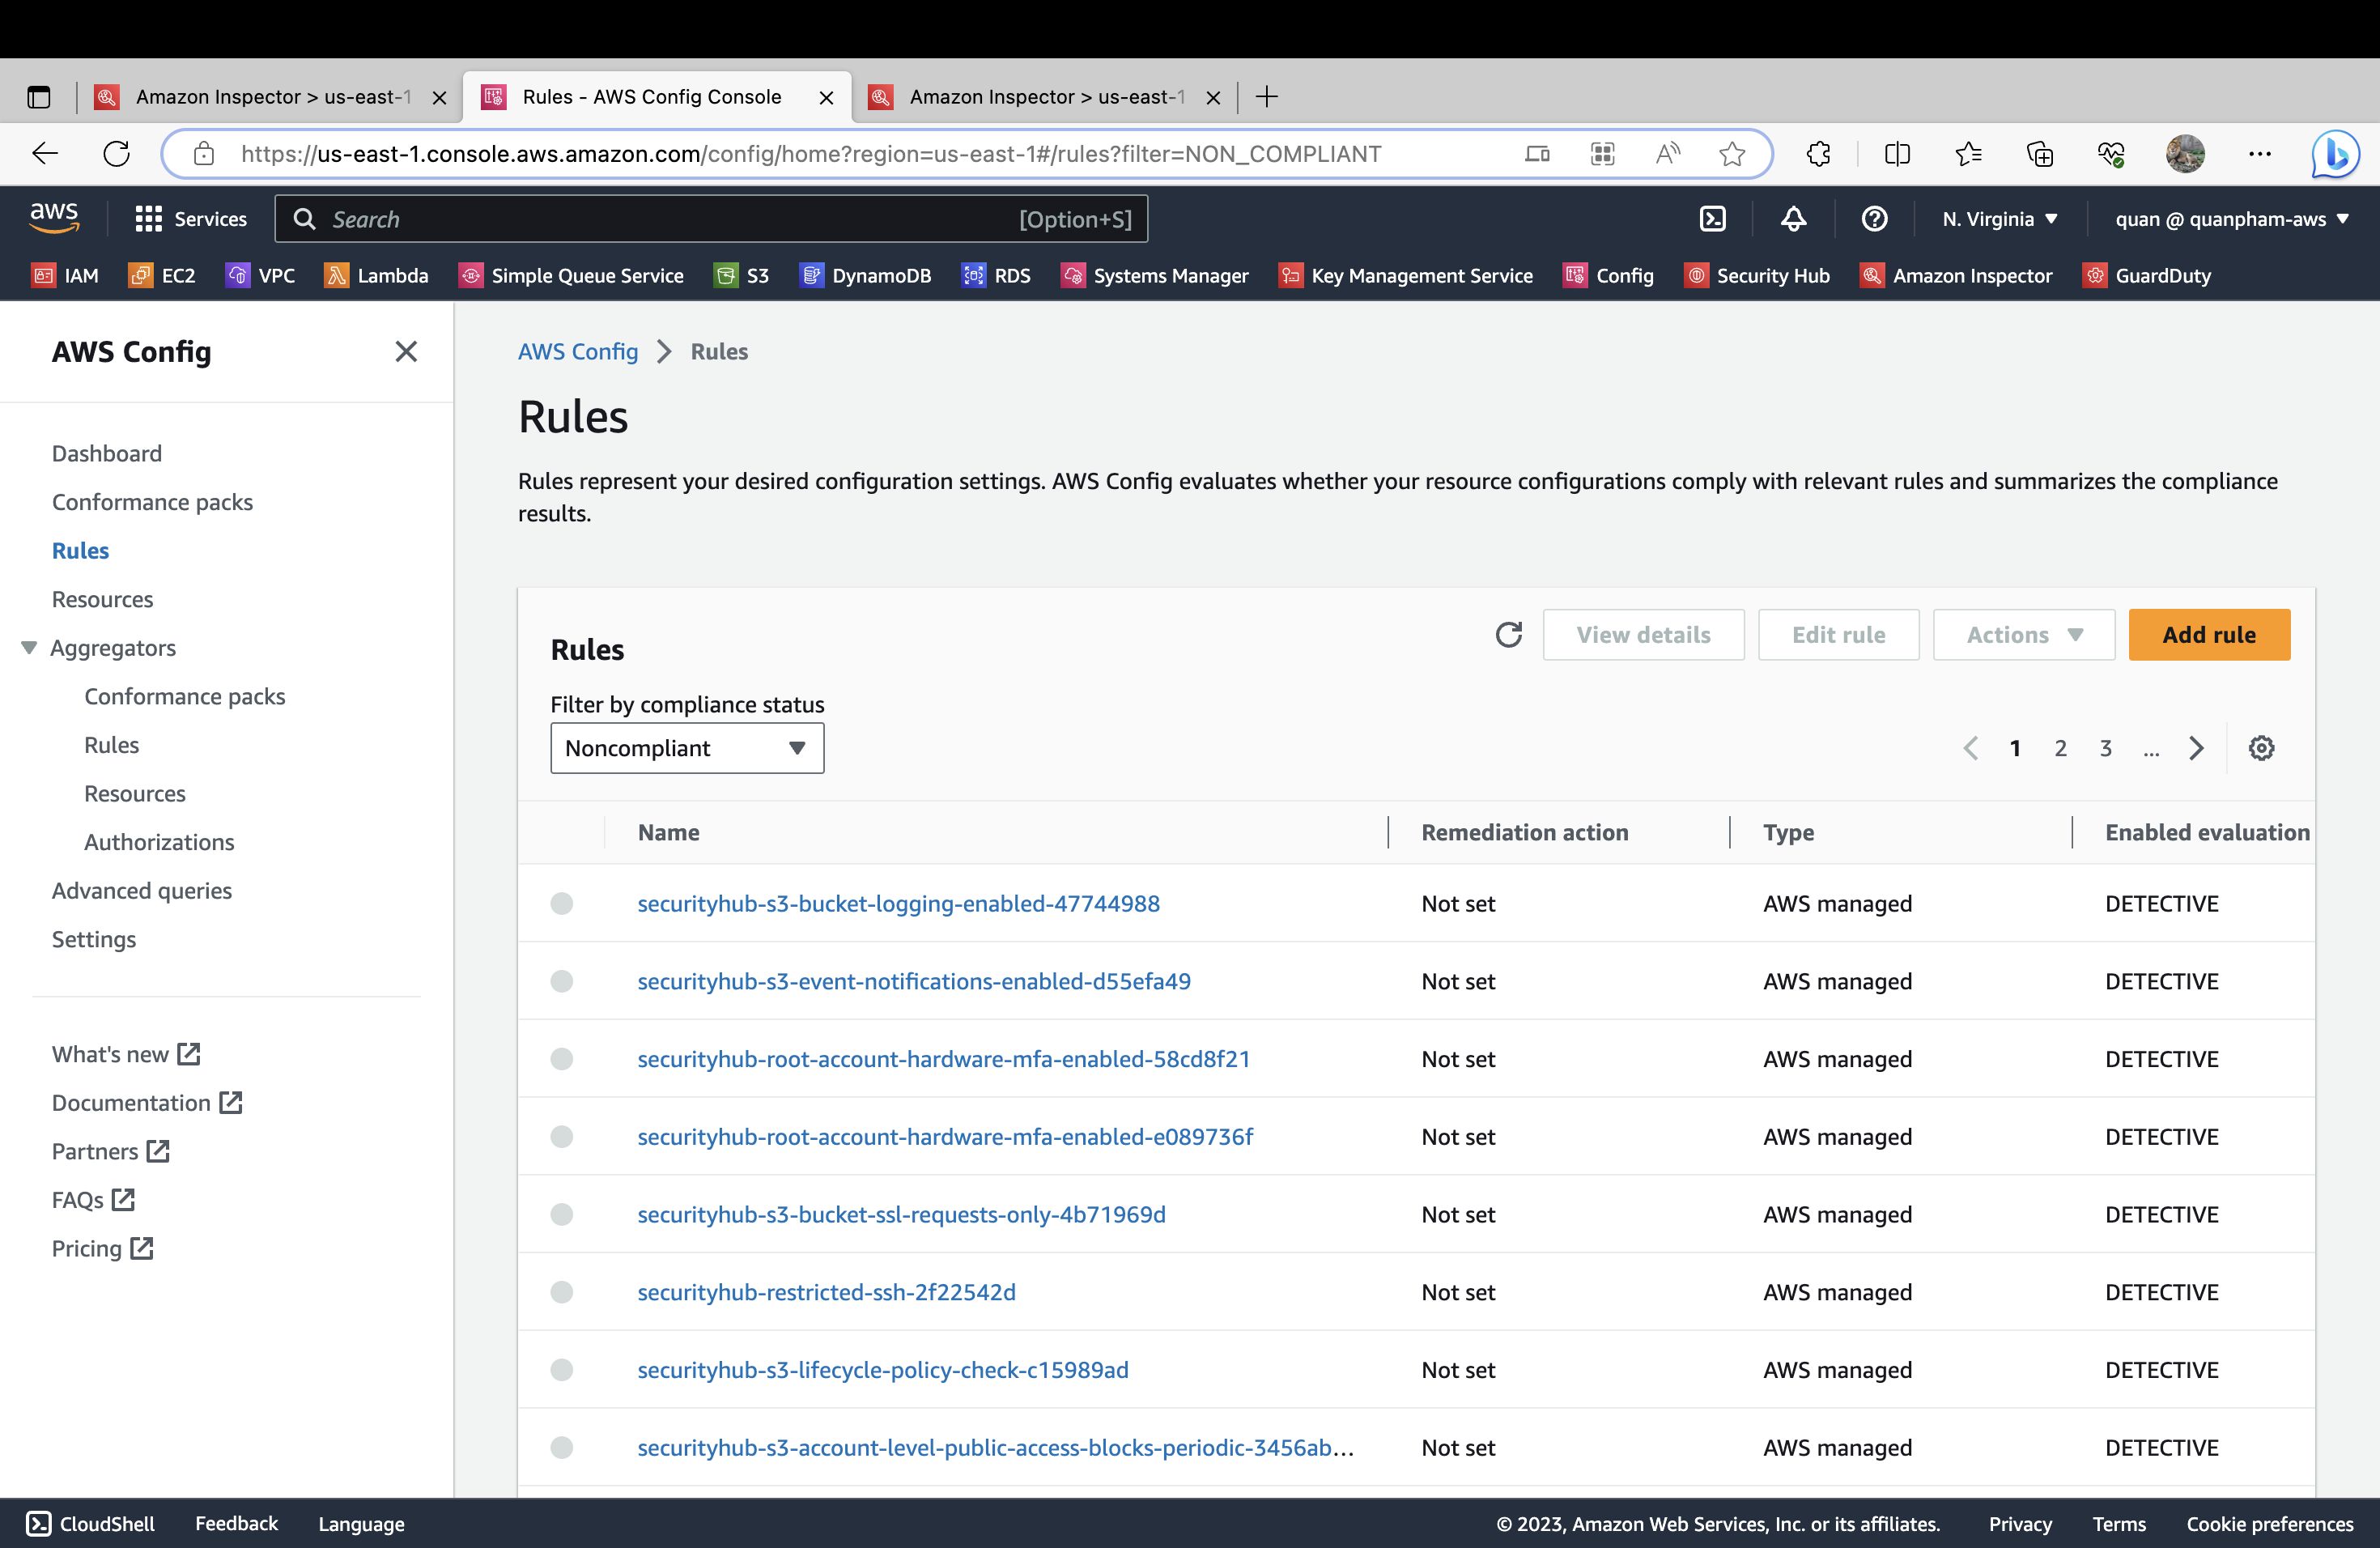 Amazon Inspector > us-east-1
Rules - AWS Config Console
Amazon Inspector > us-east-1
https://us-east-1.console.aws.amazon.com/config/home?region=us-east-1#/rules?filter=NON_COMPLIANT
aws
Services
Search
[Option+S]
N. Virginia
quan @ quanpham-aws
IAM
EC2
VPC
Lambda
Simple Queue Service
S3
DynamoDB
RDS
Systems Manager
Key Management Service
Config
Security Hub
Amazon Inspector
GuardDuty
AWS Config
Dashboard
Conformance packs
Rules
Resources
Aggregators
Conformance packs
Rules
Resources
Authorizations
Advanced queries
Settings
What's new
Documentation
Partners
FAQs
Pricing
AWS Config > Rules
Rules
Rules represent your desired configuration settings. AWS Config evaluates whether your resource configurations comply with relevant rules and summarizes the compliance
results.
Rules
View details
Edit rule
Actions
Add rule
Filter by compliance status
Noncompliant
1 2 3 ...
Name Remediation action Type Enabled evaluation
securityhub-s3-bucket-logging-enabled-47744988 Not set AWS managed DETECTIVE
securityhub-s3-event-notifications-enabled-d55efa49 Not set AWS managed DETECTIVE
securityhub-root-account-hardware-mfa-enabled-58cd8f21 Not set AWS managed DETECTIVE
securityhub-root-account-hardware-mfa-enabled-e089736f Not set AWS managed DETECTIVE
securityhub-s3-bucket-ssl-requests-only-4b71969d Not set AWS managed DETECTIVE
securityhub-restricted-ssh-2f22542d Not set AWS managed DETECTIVE
securityhub-s3-lifecycle-policy-check-c15989ad Not set AWS managed DETECTIVE
securityhub-s3-account-level-public-access-blocks-periodic-3456ab... Not set AWS managed DETECTIVE
CloudShell
Feedback
Language
© 2023, Amazon Web Services, Inc. or its affiliates.
Privacy
Terms
Cookie preferences